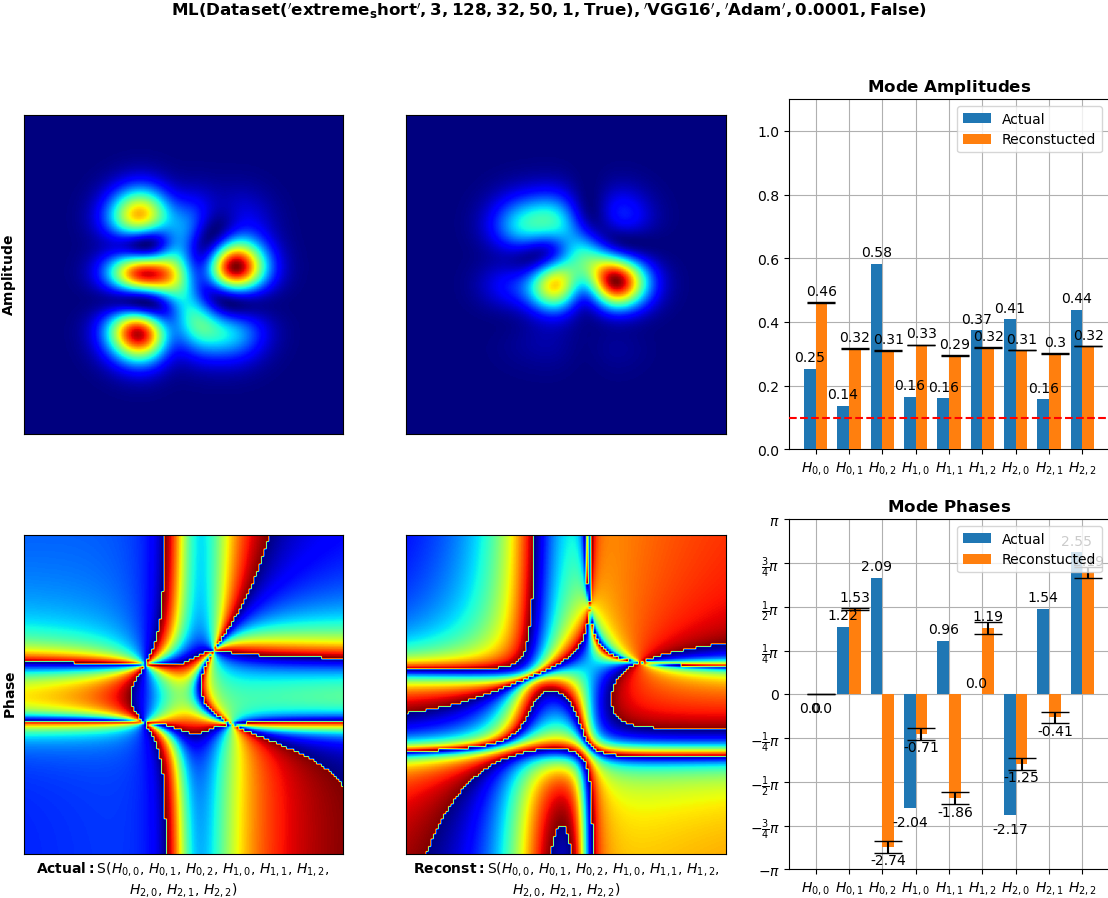 ML(Dataset('extreme_short', 3, 128, 32, 50, 1, True), 'VGG16', 'Adam', 0.0001, False)
Amplitude
Mode Amplitudes
Actual
Reconstucted
1.0
0.8
0.6
0.4
0.2
0.0
0.25
0.46
0.14
0.32
0.58
0.31
0.16
0.33
0.16
0.29
0.37
0.32
0.41
0.31
0.16
0.3
0.44
0.32
H0,0 H0,1 H0,2 H1,0 H1,1 H1,2 H2,0 H2,1 H2,2
Phase
Actual: S(H0,0, H0,1, H0,2, H1,0, H1,1, H1,2,
H2,0, H2,1, H2,2)
Reconst: S(H0,0, H0,1, H0,2, H1,0, H1,1, H1,2,
H2,0, H2,1, H2,2)
Mode Phases
Actual
Reconstucted
π
3/4π
1/2π
1/4π
0
−1/4π
−1/2π
−3/4π
−π
0.0
0.0
1.22
1.53
2.09
-2.74
-2.04
-0.71
0.96
-1.86
0.0
1.19
-2.17
-1.25
1.54
-0.41
2.55
H0,0 H0,1 H0,2 H1,0 H1,1 H1,2 H2,0 H2,1 H2,2